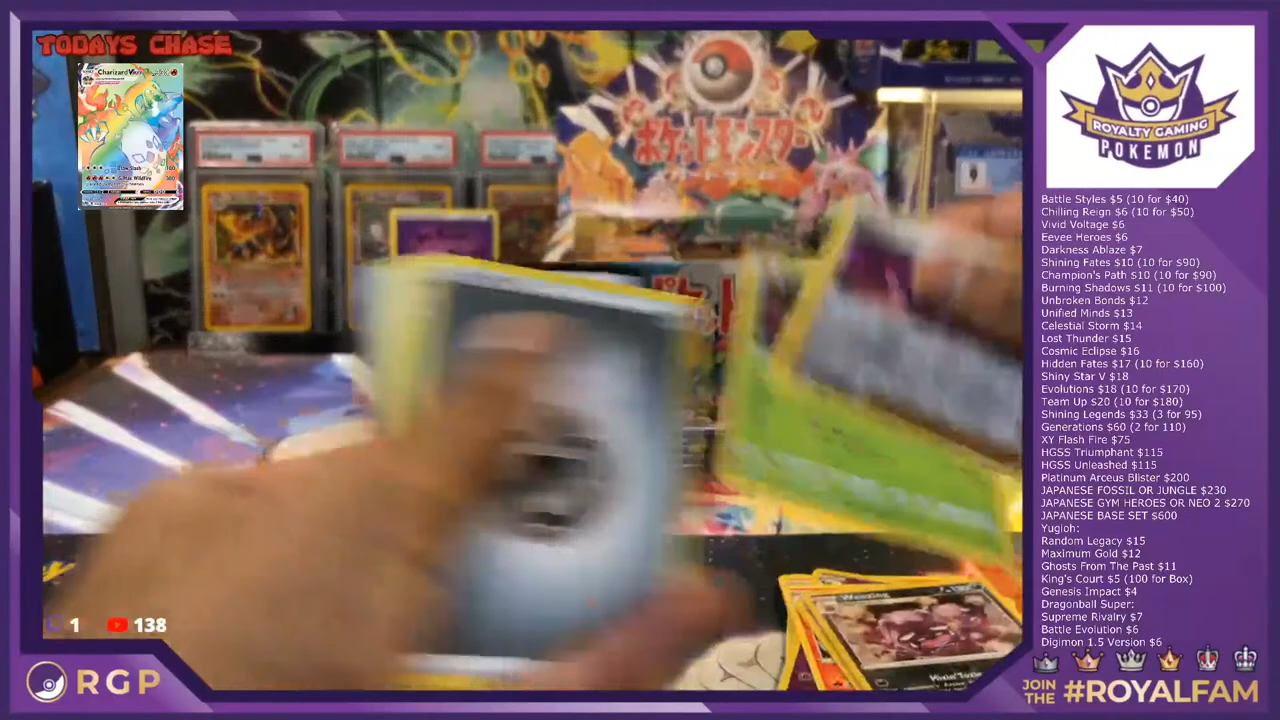 TODAYS CHASE
Charizard
G-Max Wildfire
ポケットモンスター
Weezing
1
138
RGP
ROYALTY GAMING
POKEMON
Battle Styles $5 (10 for $40)
Chilling Reign $6 (10 for $50)
Vivid Voltage $6
Eevee Heroes $6
Darkness Ablaze $7
Shining Fates $10 (10 for $90)
Champion's Path $10 (10 for $90)
Burning Shadows $11 (10 for $100)
Unbroken Bonds $12
Unified Minds $13
Celestial Storm $14
Lost Thunder $15
Cosmic Eclipse $16
Hidden Fates $17 (10 for $160)
Shiny Star V $18
Evolutions $18 (10 for $170)
Team Up $20 (10 for $180)
Shining Legends $33 (3 for 95)
Generations $60 (2 for 110)
XY Flash Fire $75
HGSS Triumphant $115
HGSS Unleashed $115
Platinum Arceus Blister $200
JAPANESE FOSSIL OR JUNGLE $230
JAPANESE GYM HEROES OR NEO 2 $270
JAPANESE BASE SET $600
Yugioh:
Random Legacy $15
Maximum Gold $12
Ghosts From The Past $11
King's Court $5 (100 for Box)
Genesis Impact $4
Dragonball Super:
Supreme Rivalry $7
Battle Evolution $6
Digimon 1.5 Version $6
JOIN
THE #ROYALFAM